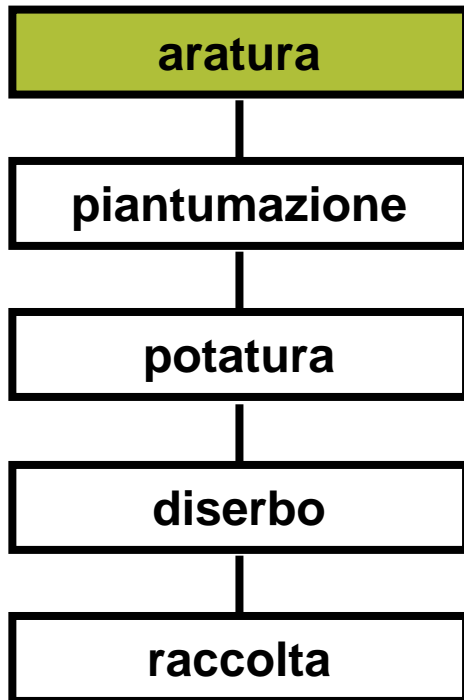 aratura
piantumazione
potatura
diserbo
raccolta